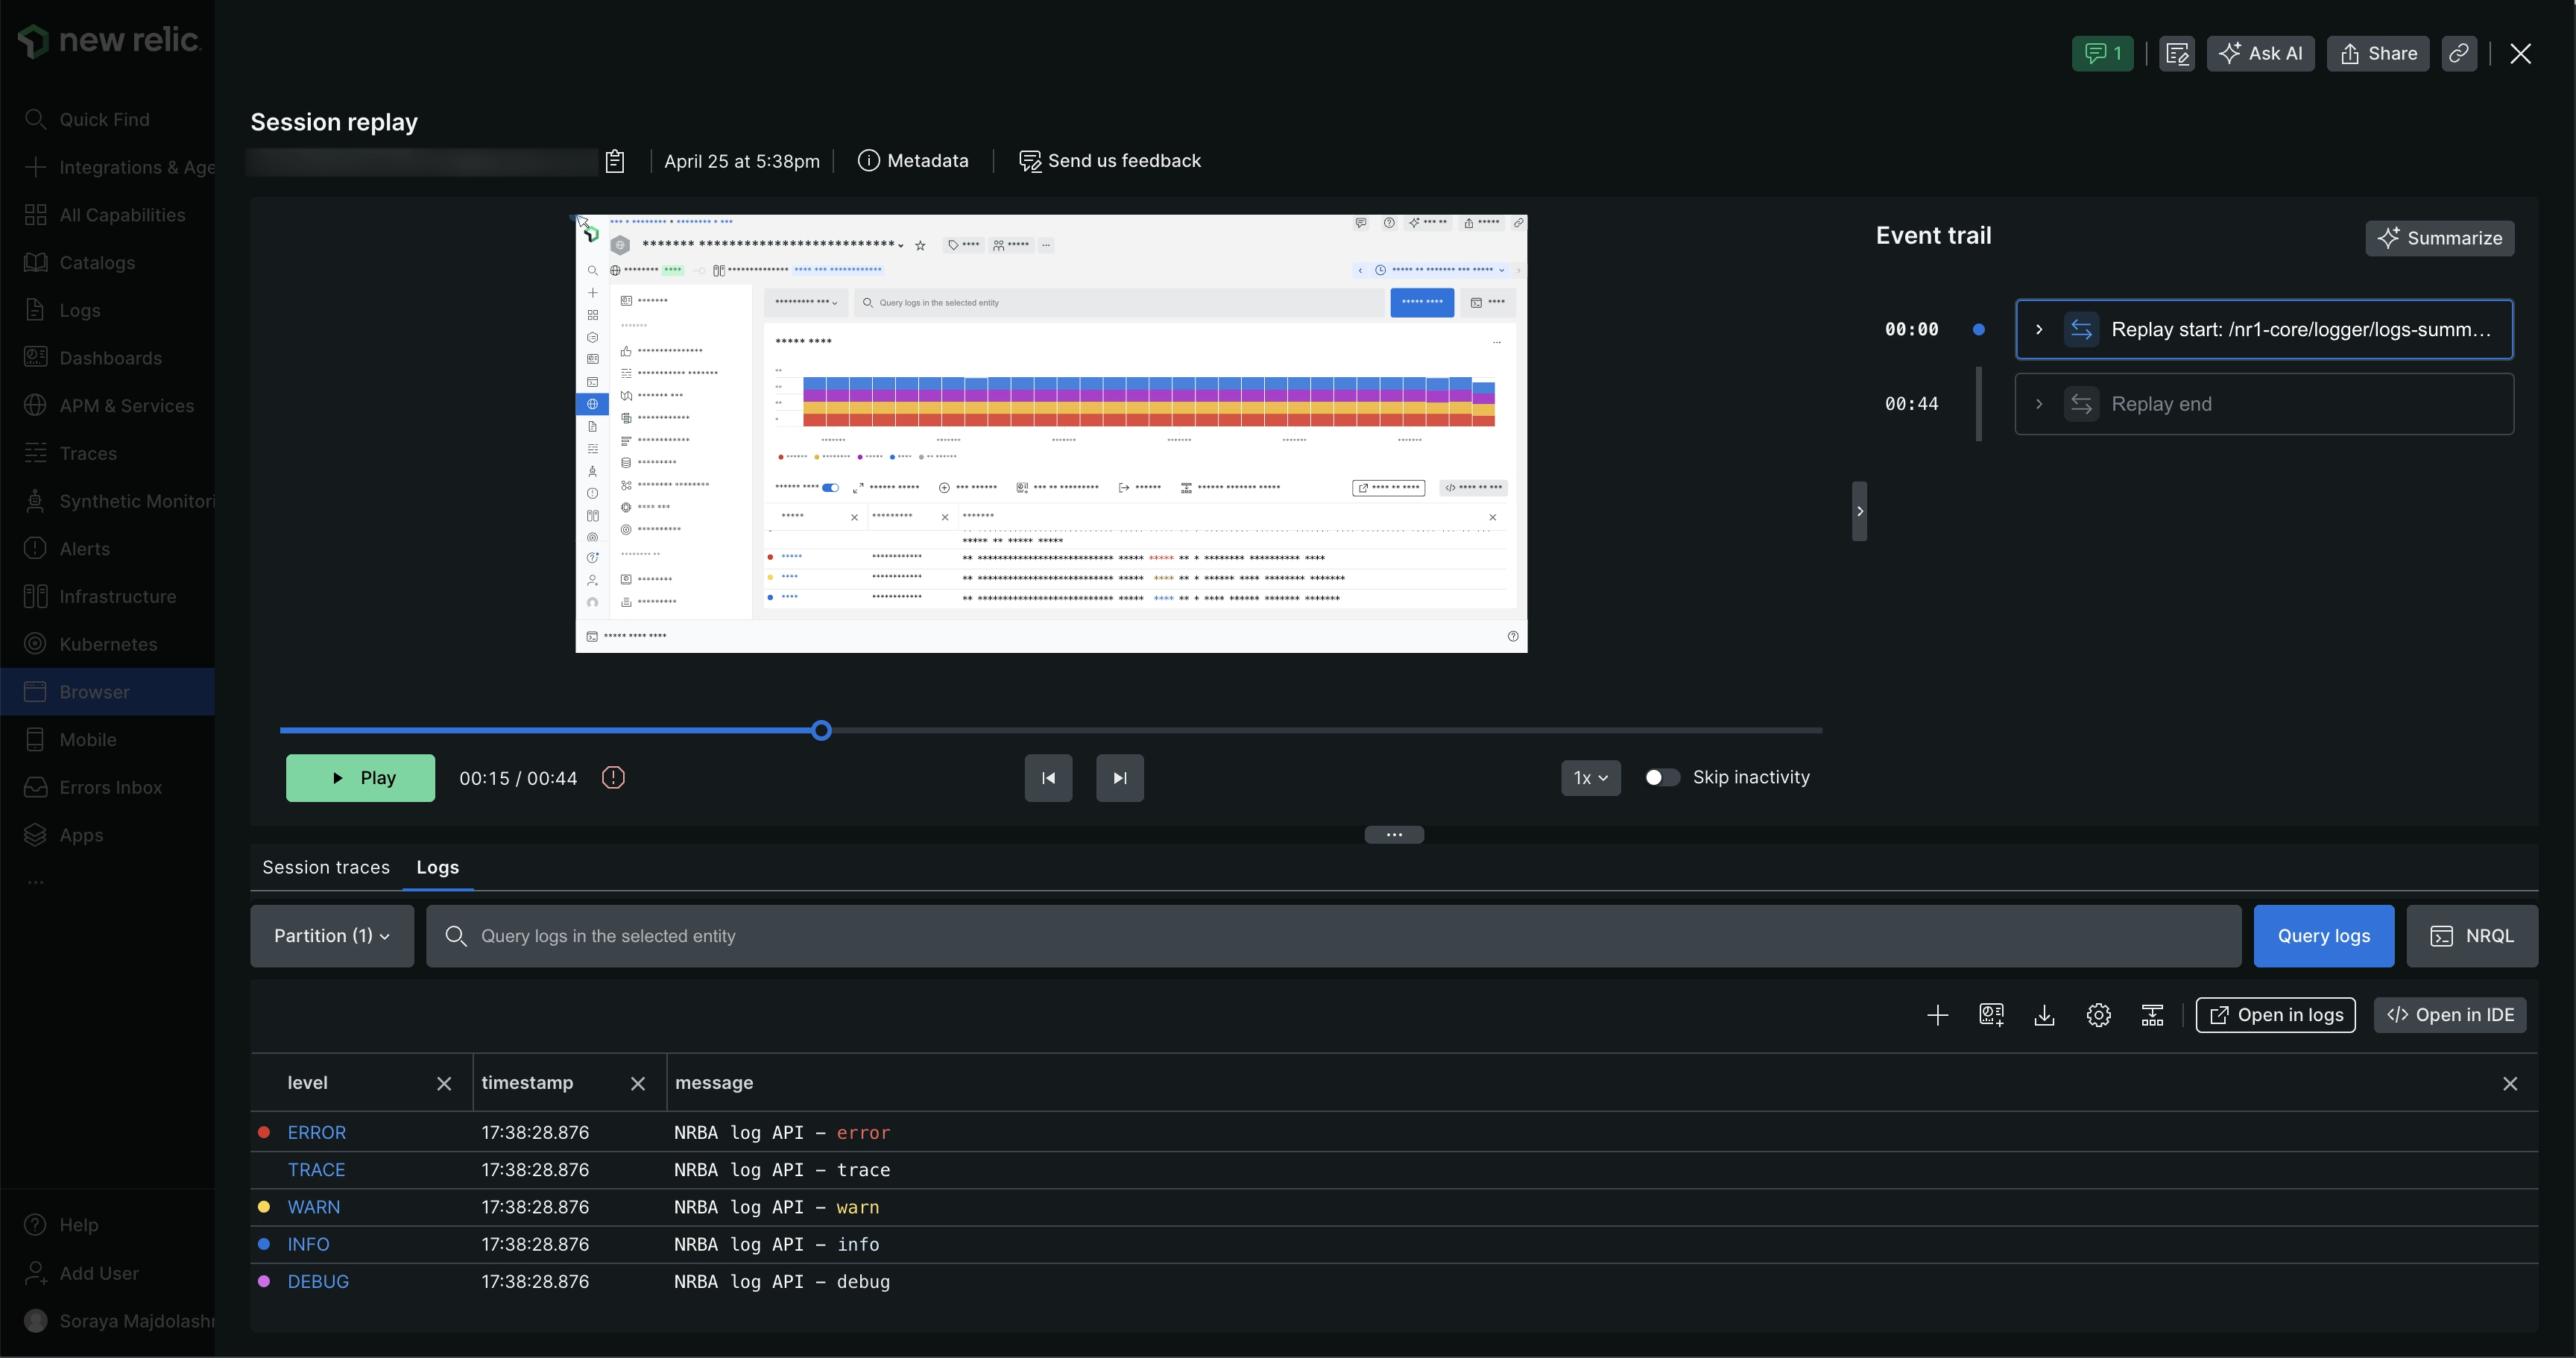 new relic.
1
Ask AI
Share
Quick Find
Integrations & Age
All Capabilities
Catalogs
Logs
Dashboards
APM & Services
Traces
Synthetic Monitori
Alerts
Infrastructure
Kubernetes
Browser
Mobile
Errors Inbox
Apps
...
Help
Add User
Soraya Majdolash
Session replay
April 25 at 5:38pm
Metadata
Send us feedback
Query logs in the selected entity
Event trail
Summarize
00:00
Replay start: /nr1-core/logger/logs-summ...
00:44
Replay end
Play
00:15 / 00:44
1x
Skip inactivity
Session traces
Logs
Partition (1)
Query logs in the selected entity
Query logs
NRQL
Open in logs
</> Open in IDE
level
timestamp
message
ERROR 17:38:28.876 NRBA log API – error
TRACE 17:38:28.876 NRBA log API – trace
WARN 17:38:28.876 NRBA log API – warn
INFO 17:38:28.876 NRBA log API – info
DEBUG 17:38:28.876 NRBA log API – debug